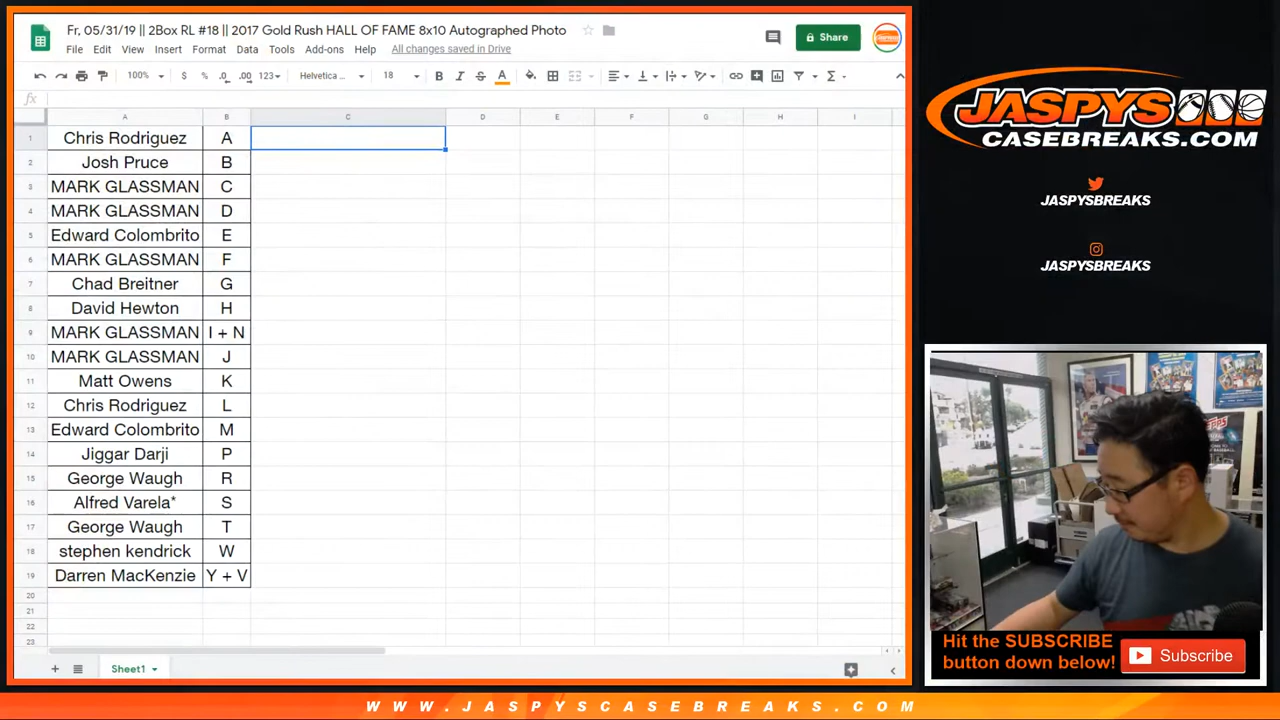 Fr, 05/31/19 || 2Box RL #18 || 2017 Gold Rush HALL OF FAME 8x10 Autographed Photo
File Edit View Insert Format Data Tools Add-ons Help All changes saved in Drive
Share
100% $ % .0 .00 123 Helvetica ... 18 B I S A
fx
A B C D E F G H I
1 Chris Rodriguez A
2 Josh Pruce B
3 MARK GLASSMAN C
4 MARK GLASSMAN D
5 Edward Colombrito E
6 MARK GLASSMAN F
7 Chad Breitner G
8 David Hewton H
9 MARK GLASSMAN I + N
10 MARK GLASSMAN J
11 Matt Owens K
12 Chris Rodriguez L
13 Edward Colombrito M
14 Jiggar Darji P
15 George Waugh R
16 Alfred Varela* S
17 George Waugh T
18 stephen kendrick W
19 Darren MacKenzie Y + V
20
21
22
23
Sheet1
JASPYS
CASEBREAKS.COM
JASPYSBREAKS
JASPYSBREAKS
TOPPS
Hit the SUBSCRIBE
button down below!
Subscribe
WWW.JASPYSCASEBREAKS.COM